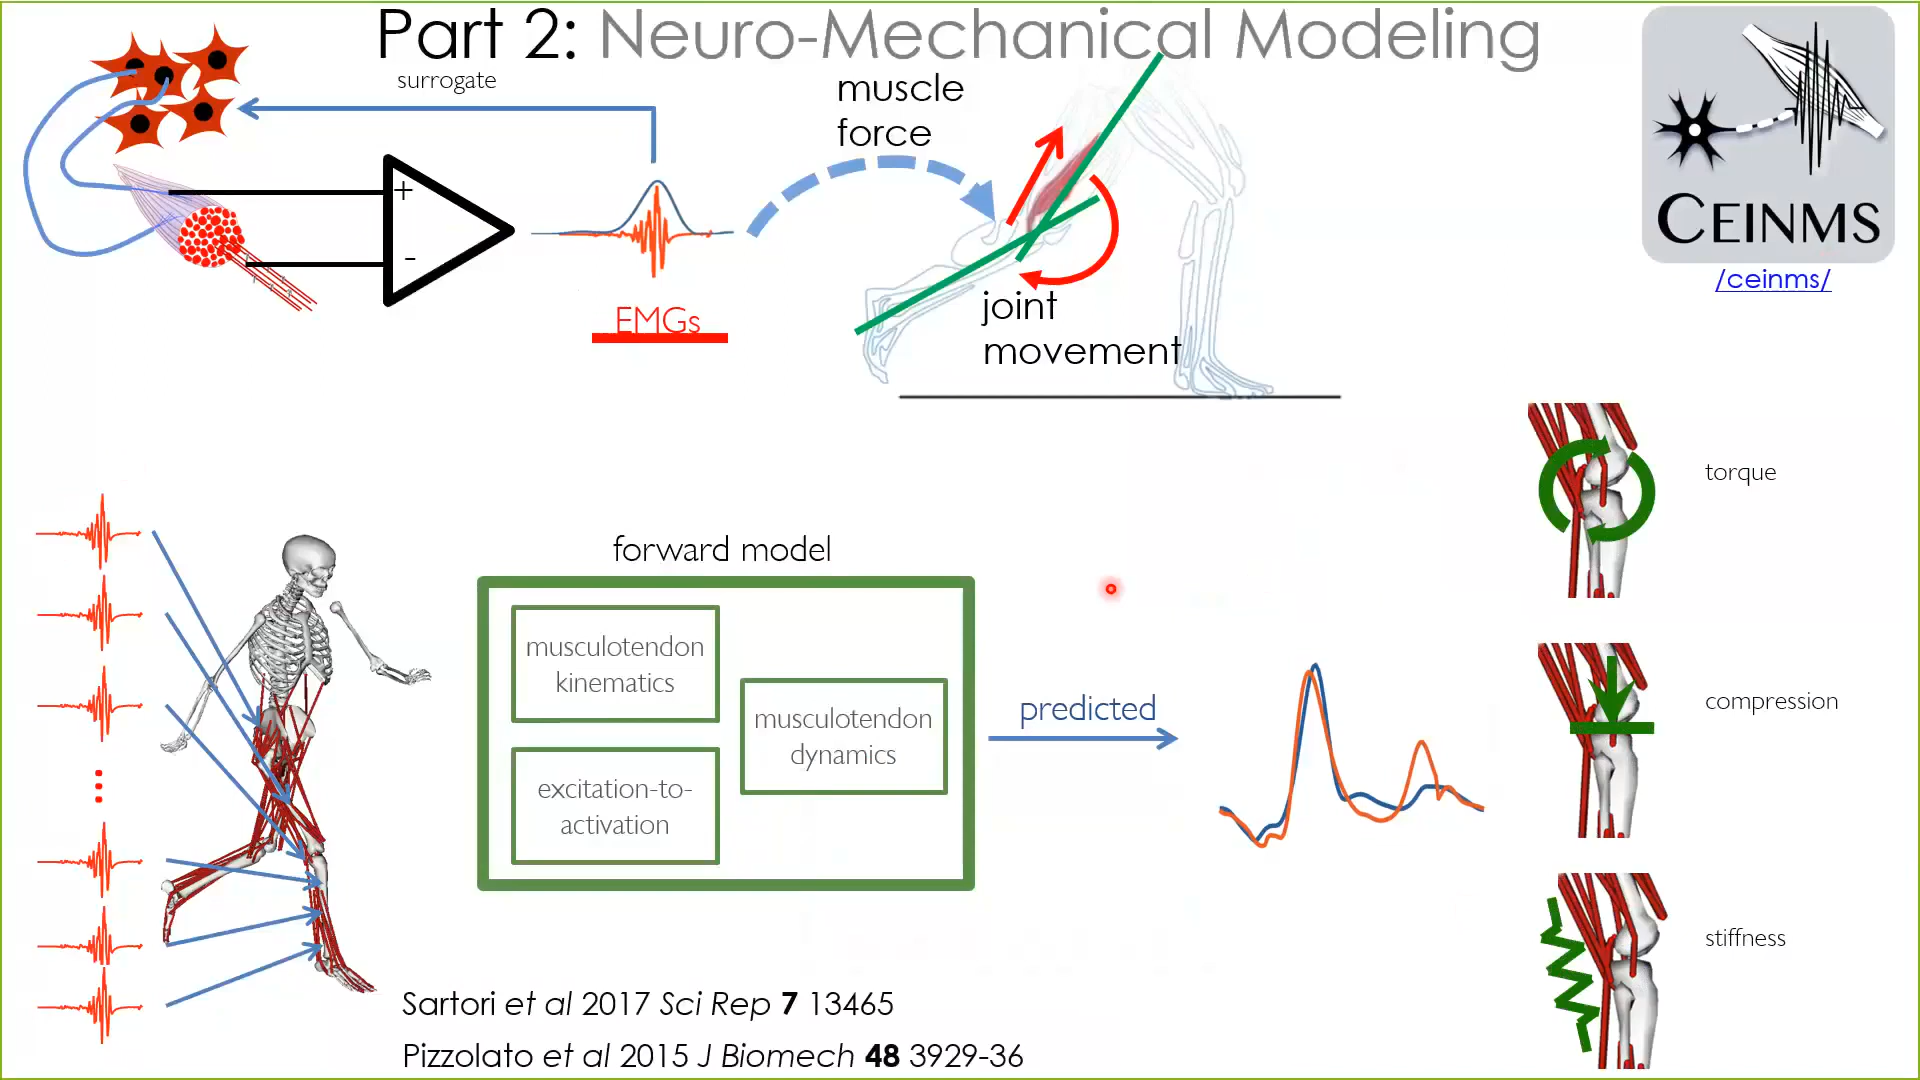 Part 2: Neuro-Mechanical Modeling
surrogate
muscle
force
+
-
EMGs
joint
movement
CEINMS
/ceinms/
torque
forward model
musculotendon
kinematics
musculotendon
dynamics
excitation-to-
activation
predicted
compression
stiffness
Sartori et al 2017 Sci Rep 7 13465
Pizzolato et al 2015 J Biomech 48 3929-36